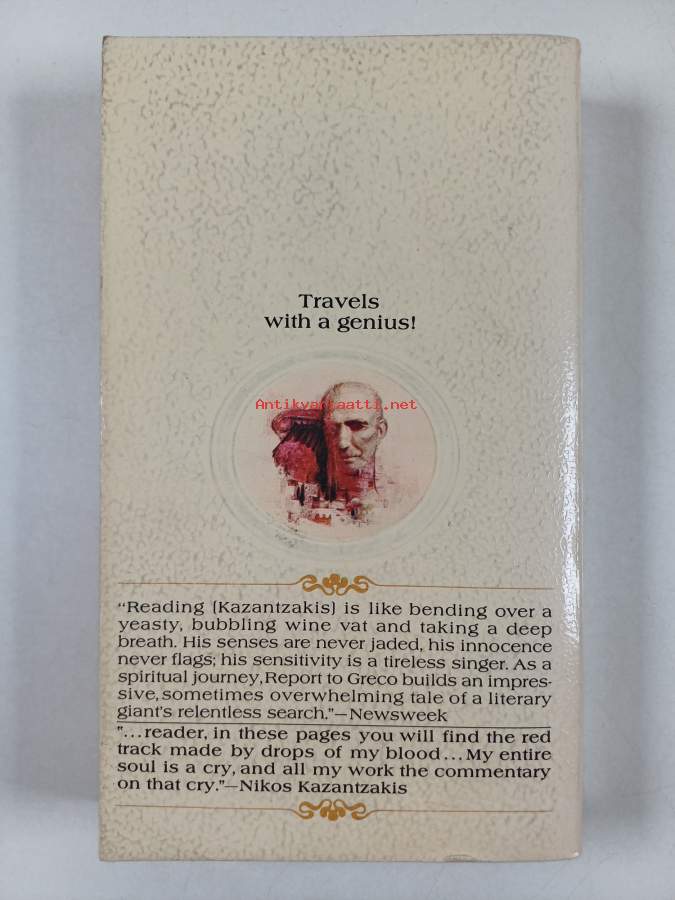 Travels
with a genius!
Antikvantaatti.net
“Reading (Kazantzakis) is like bending over a
yeasty, bubbling wine vat and taking a deep
breath. His senses are never jaded, his innocence
never flags; his sensitivity is a tireless singer. As a
spiritual journey, Report to Greco builds an impres-
sive, sometimes overwhelming tale of a literary
giant's relentless search."—Newsweek
"...reader, in these pages you will find the red
track made by drops of my blood...My entire
soul is a cry, and all my work the commentary
on that cry."—Nikos Kazantzakis